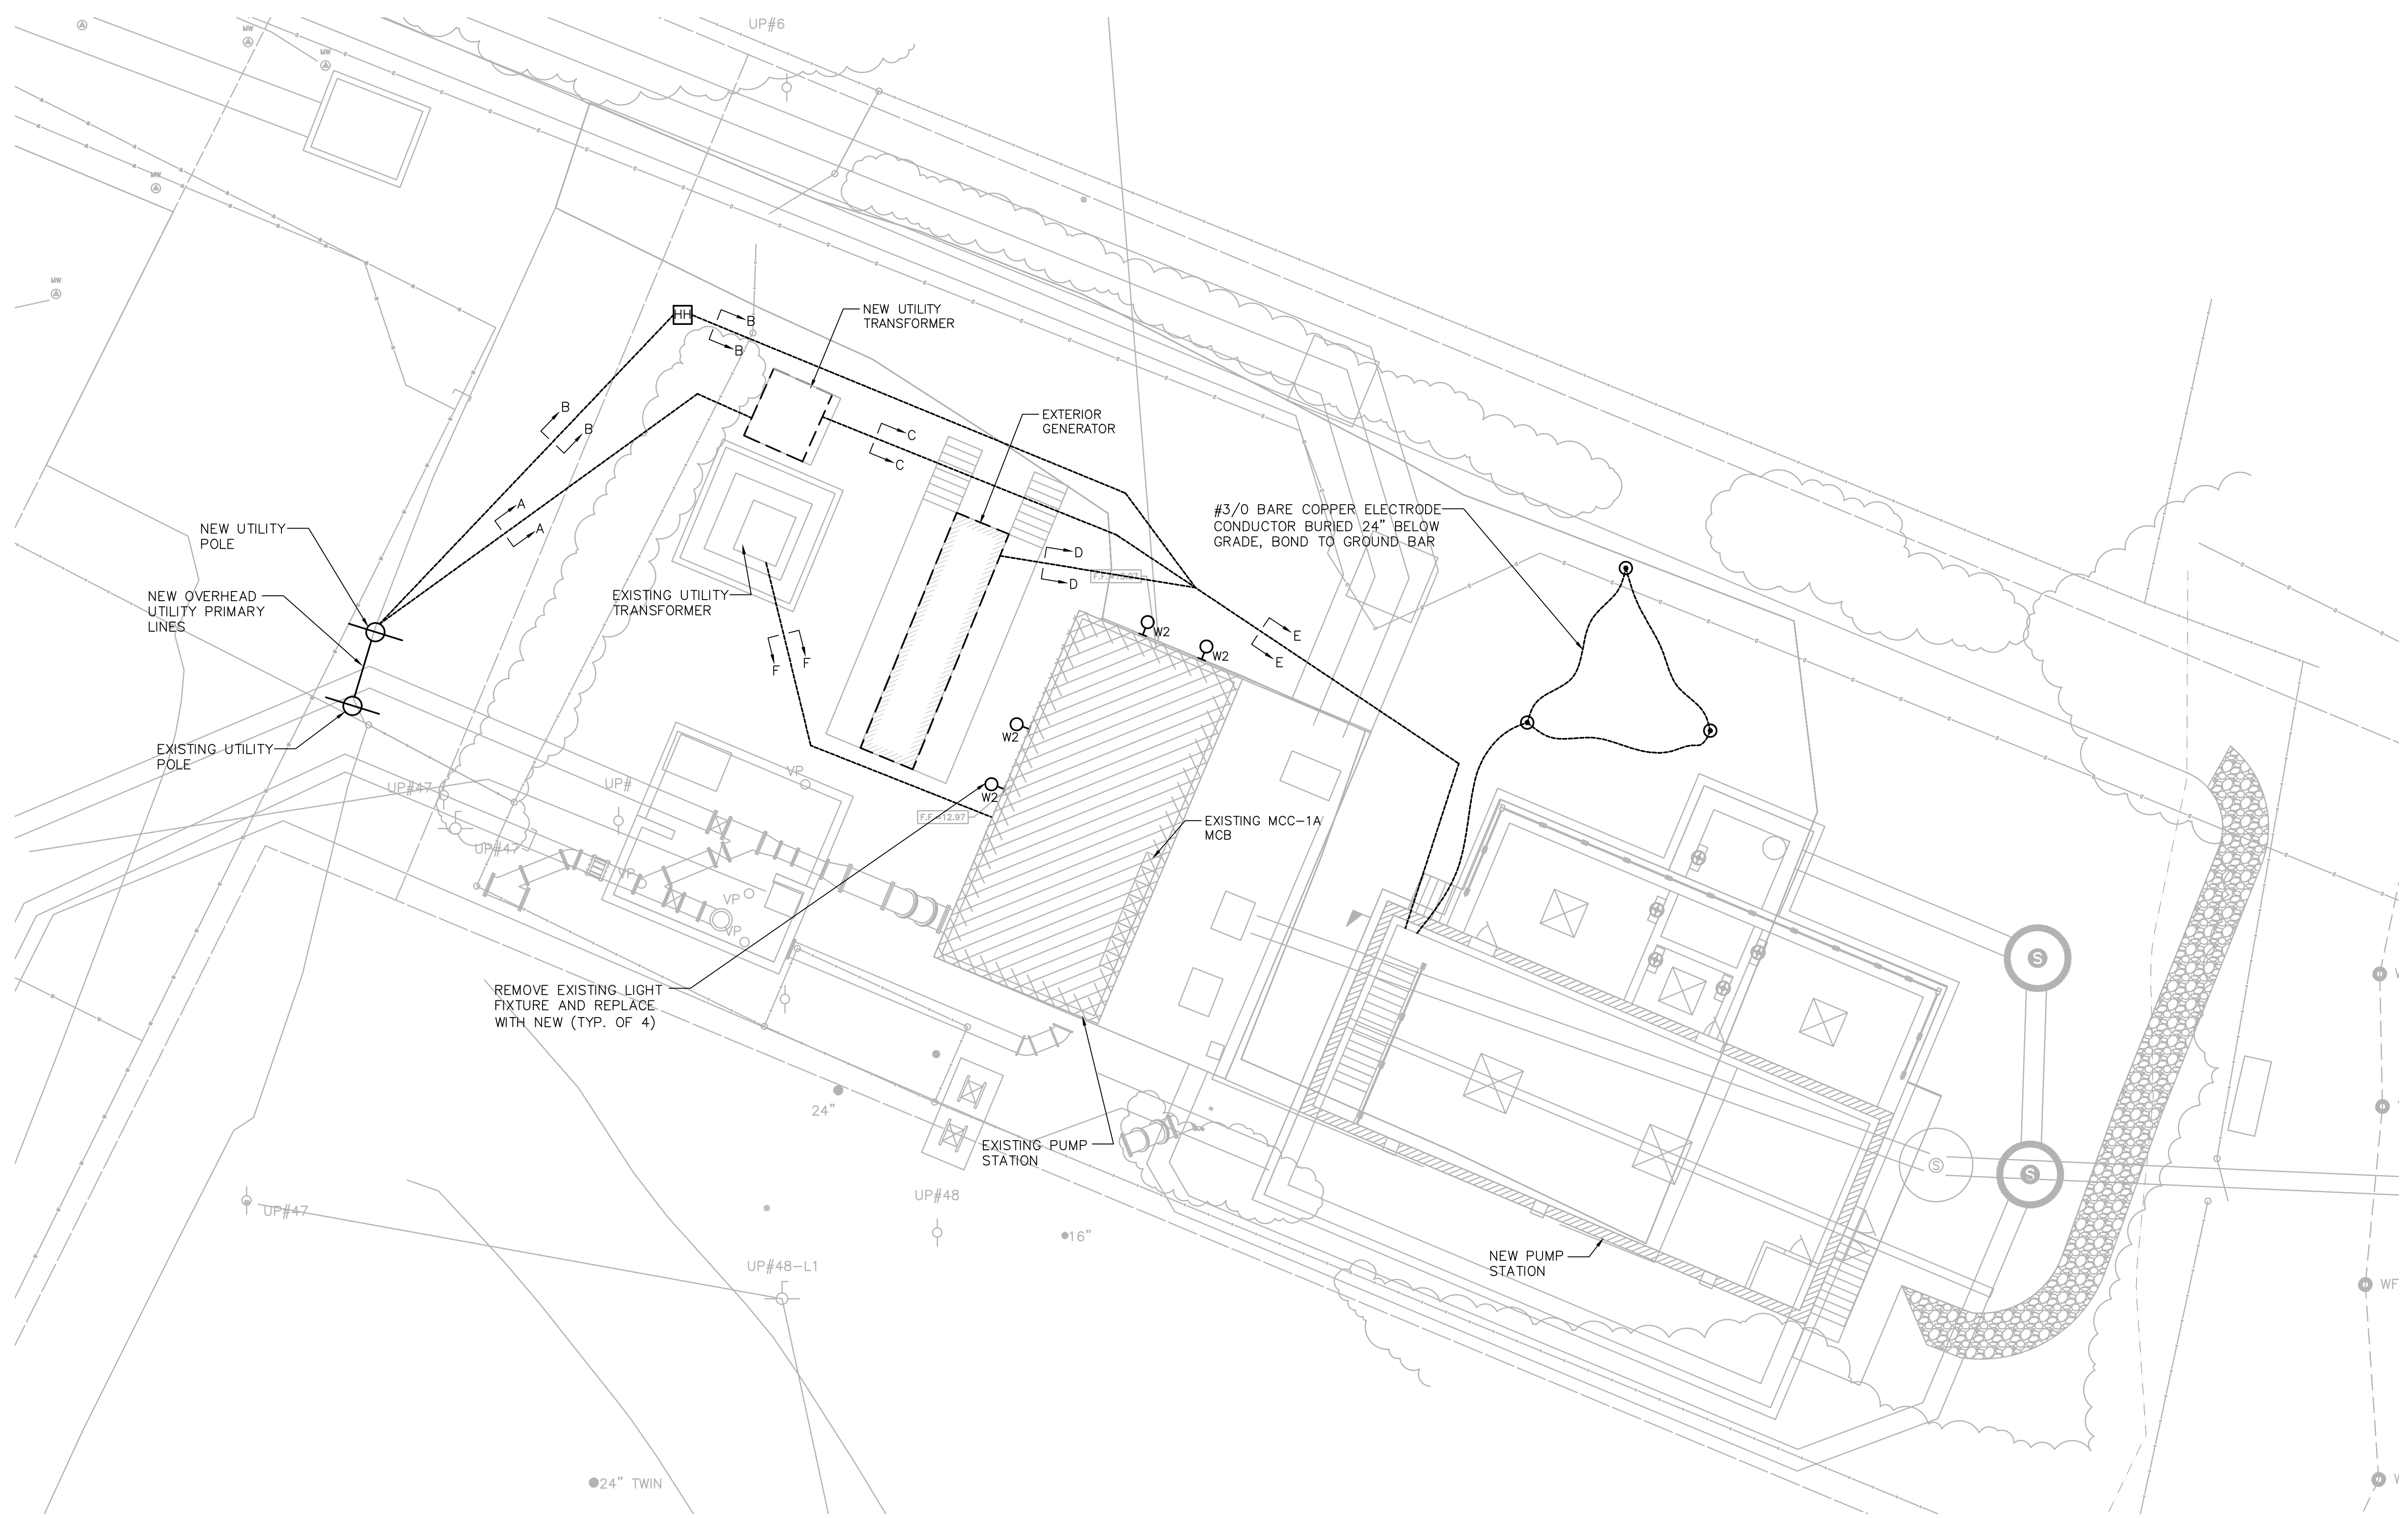 UP#6
MW
MW
MW
MW
HH
B
B
NEW UTILITY
TRANSFORMER
B
B
C
C
EXTERIOR
GENERATOR
A
A
NEW UTILITY
POLE
#3/0 BARE COPPER ELECTRODE
CONDUCTOR BURIED 24" BELOW
GRADE, BOND TO GROUND BAR
D
D
NEW OVERHEAD
UTILITY PRIMARY
LINES
EXISTING UTILITY
TRANSFORMER
F
F
W2
W2
E
E
W2
W2
EXISTING UTILITY
POLE
UP#47
UP#
VP
F.F.=12.97
EXISTING MCC-1A
MCB
UP#47
VP
VP
VP
REMOVE EXISTING LIGHT
FIXTURE AND REPLACE
WITH NEW (TYP. OF 4)
S
24"
EXISTING PUMP
STATION
S
S
UP#47
UP#48
16"
UP#48-L1
NEW PUMP
STATION
WF
24" TWIN